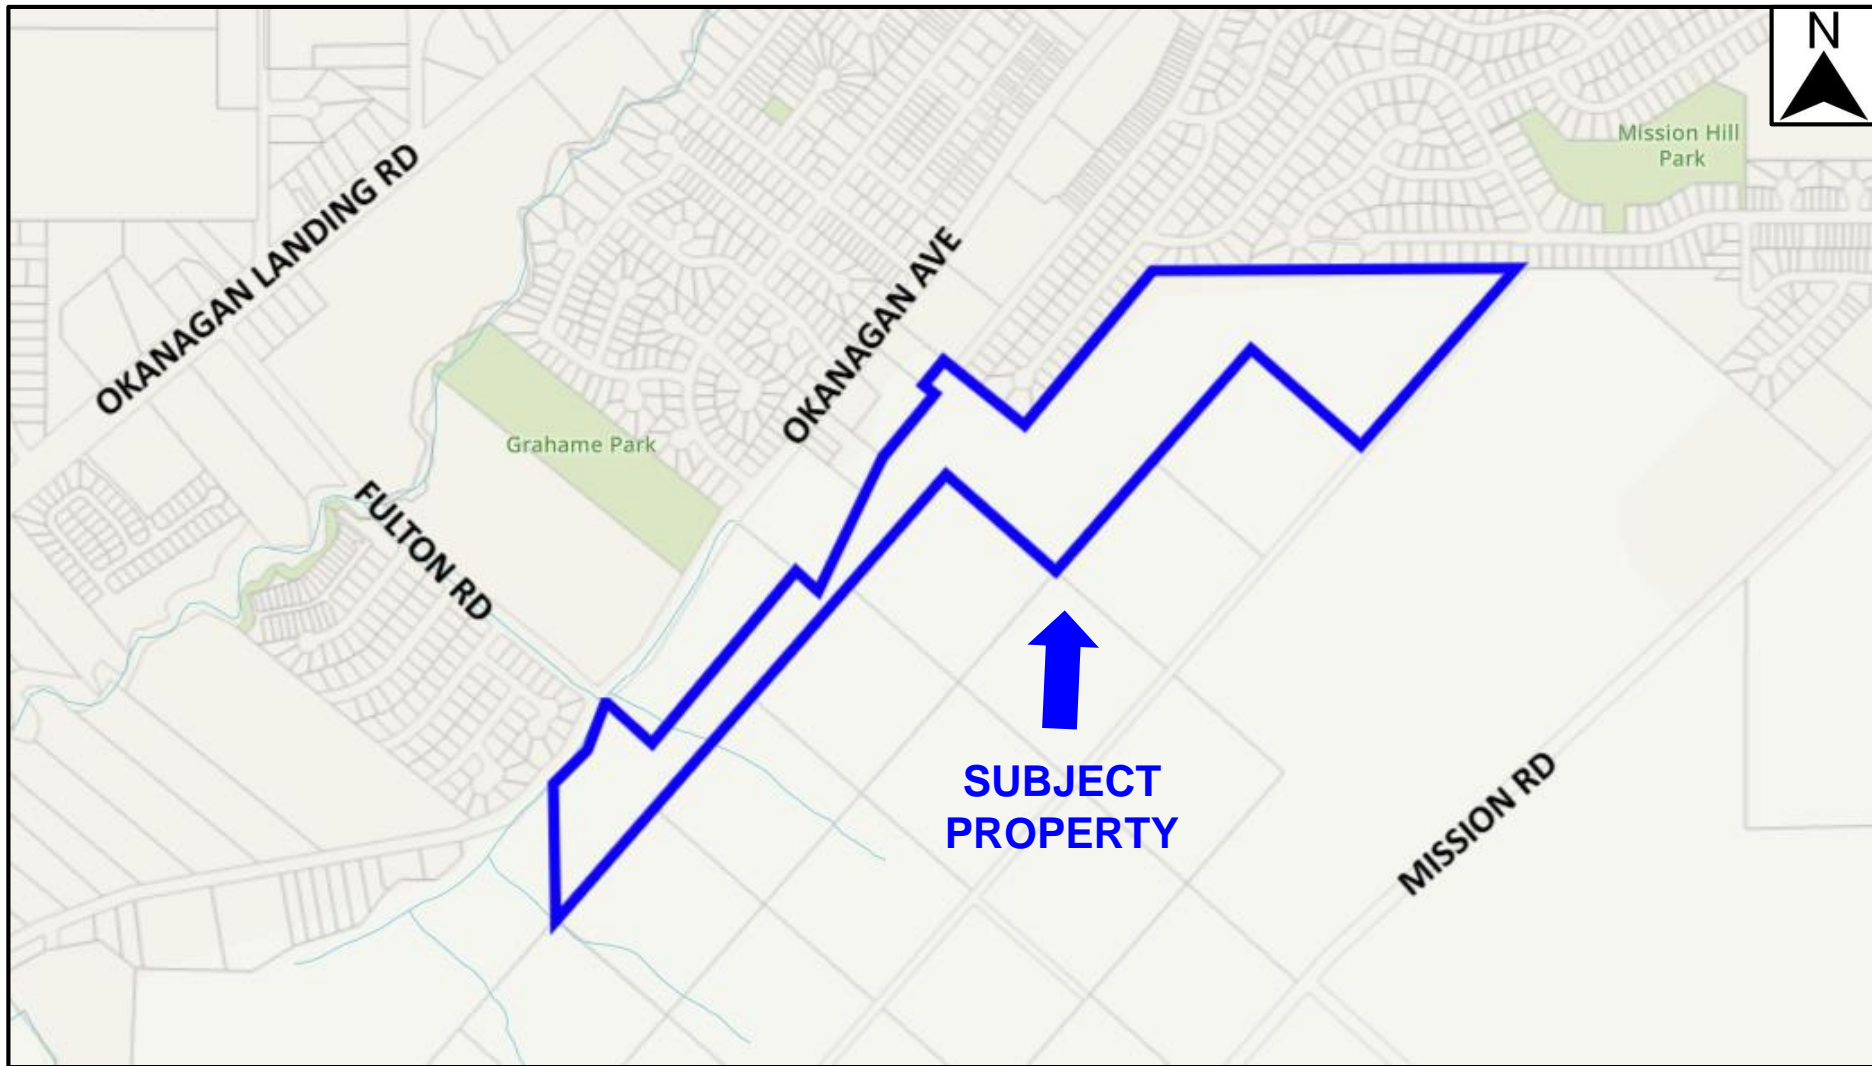 N
Mission Hill
Park
OKANAGAN LANDING RD
OKANAGAN AVE
Grahame Park
FULTON RD
SUBJECT
PROPERTY
MISSION RD